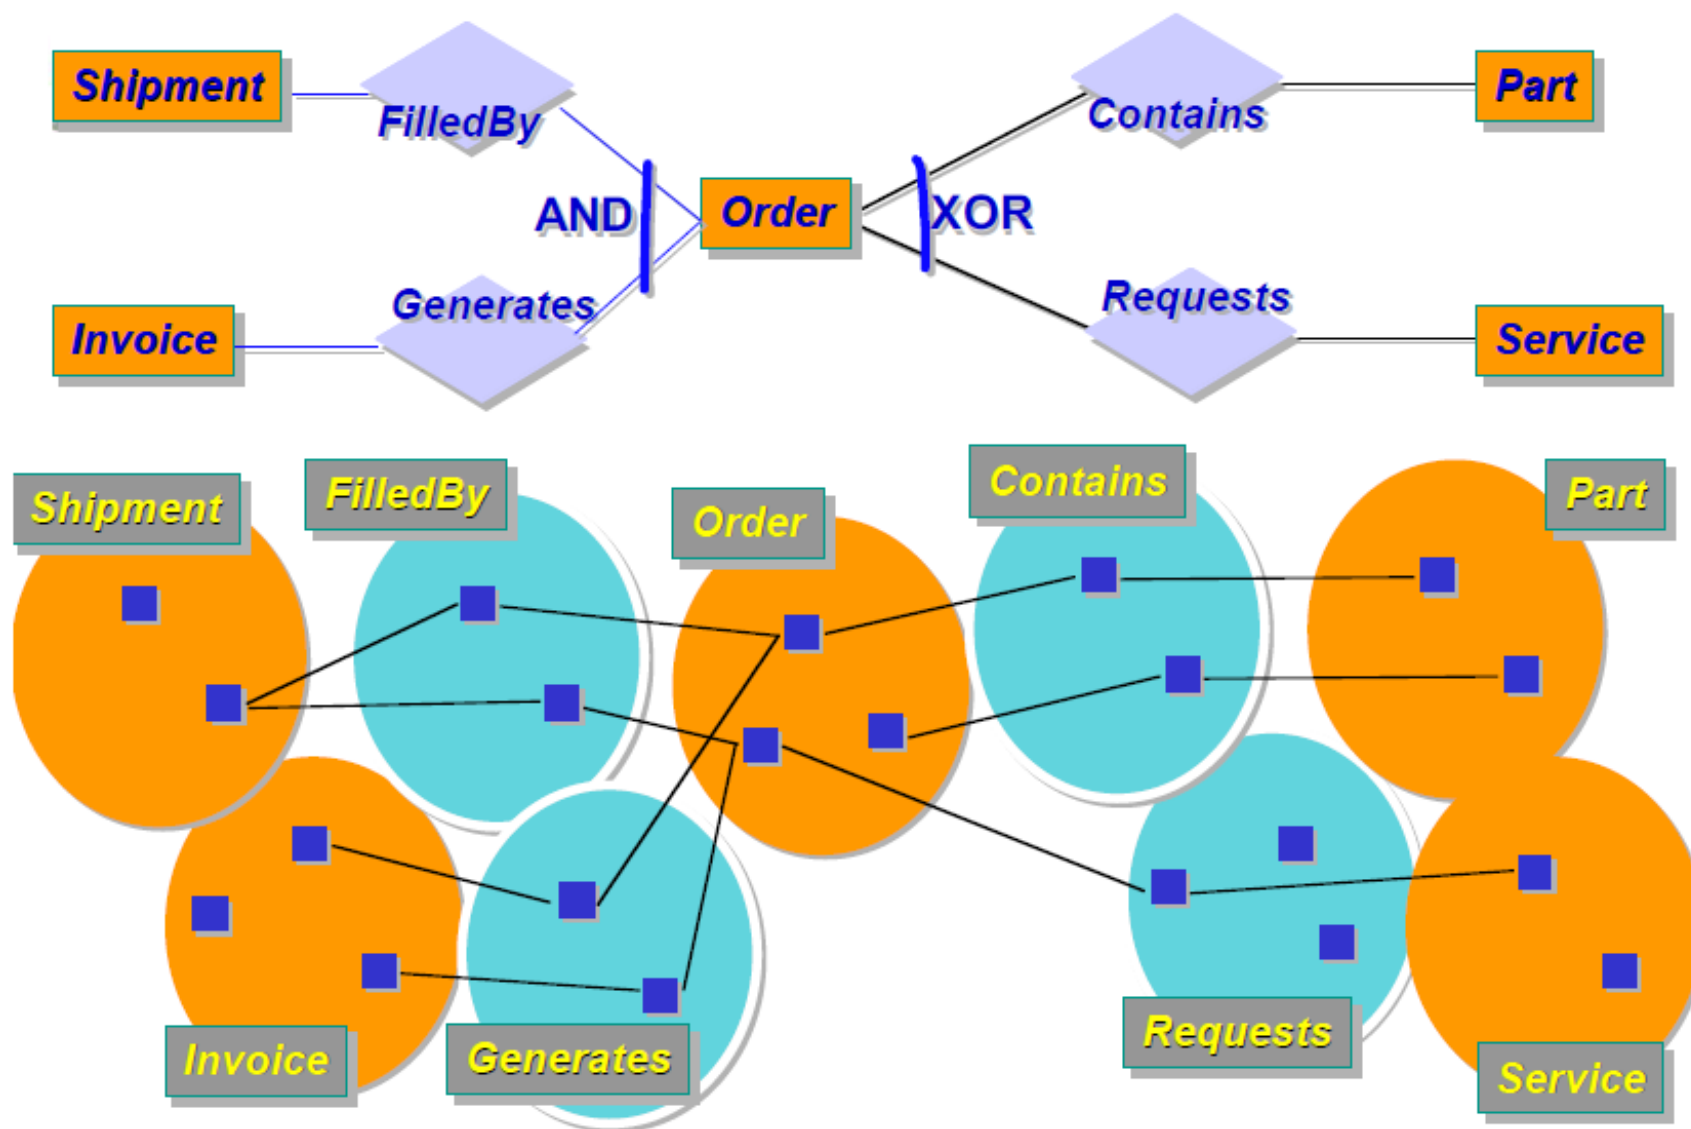 Shipment
FilledBy
Contains
Part
AND
Order
XOR
Invoice
Generates
Requests
Service
Shipment
FilledBy
Order
Contains
Part
Invoice
Generates
Requests
Service